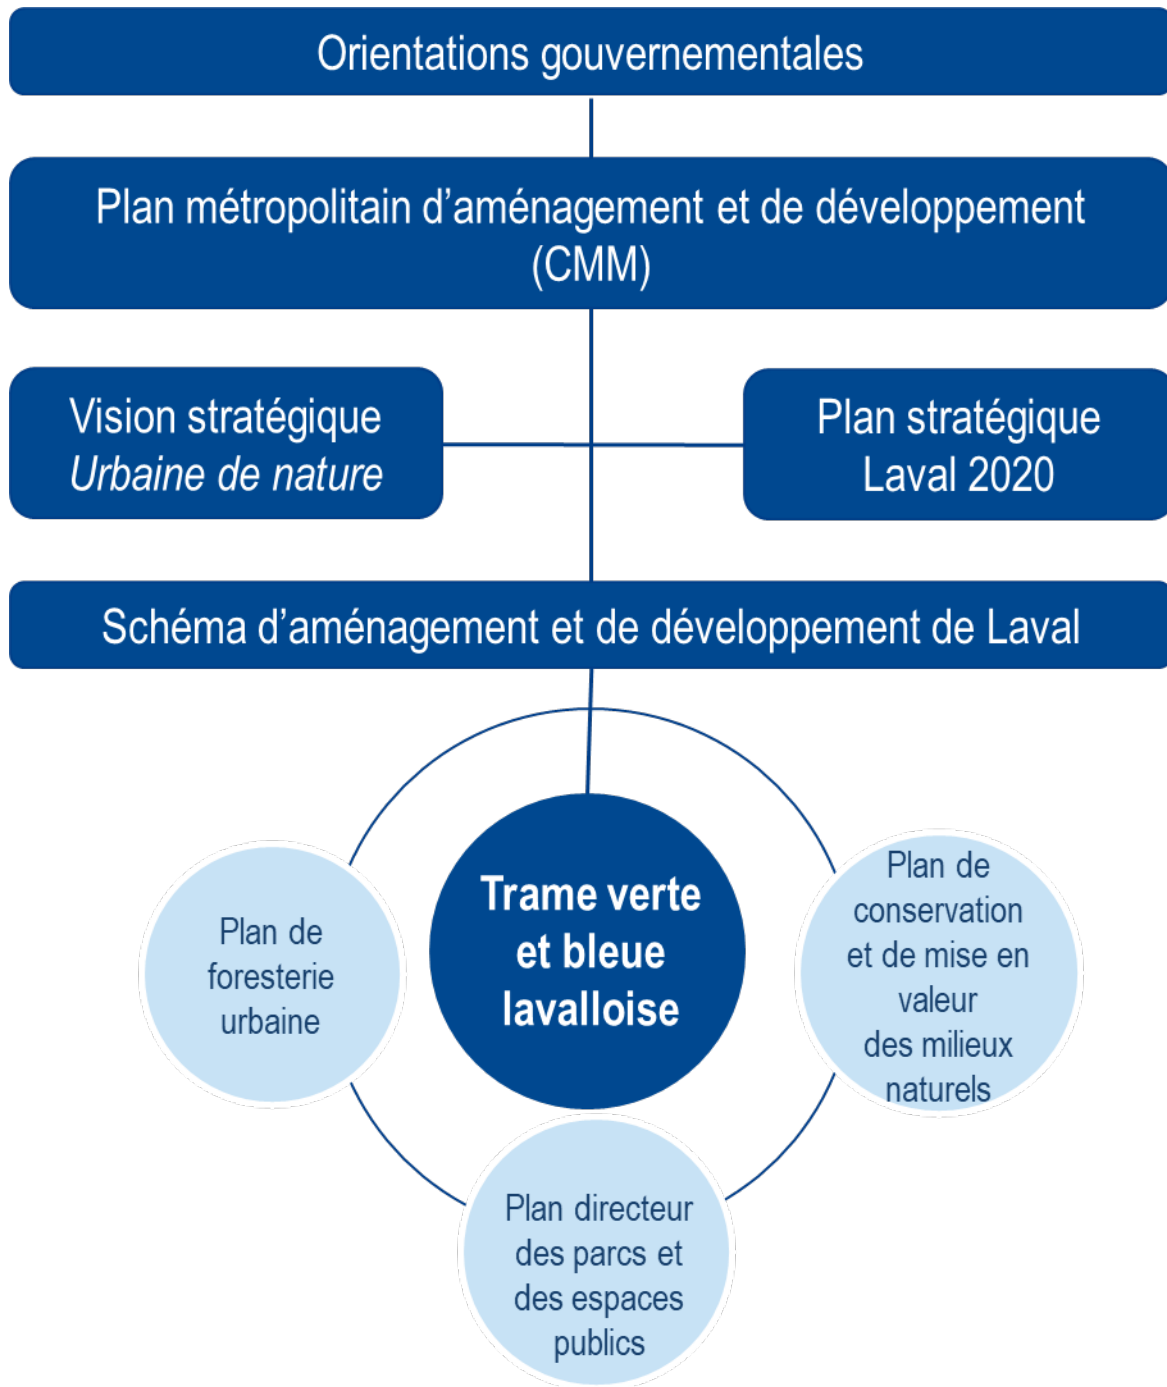 Orientations gouvernementales
Plan métropolitain d’aménagement et de développement
(CMM)
Vision stratégique
Urbaine de nature
Plan stratégique
Laval 2020
Schéma d’aménagement et de développement de Laval
Trame verte
et bleue
lavalloise
Plan de
foresterie
urbaine
Plan de
conservation
et de mise en
valeur
des milieux
naturels
Plan directeur
des parcs et
des espaces
publics